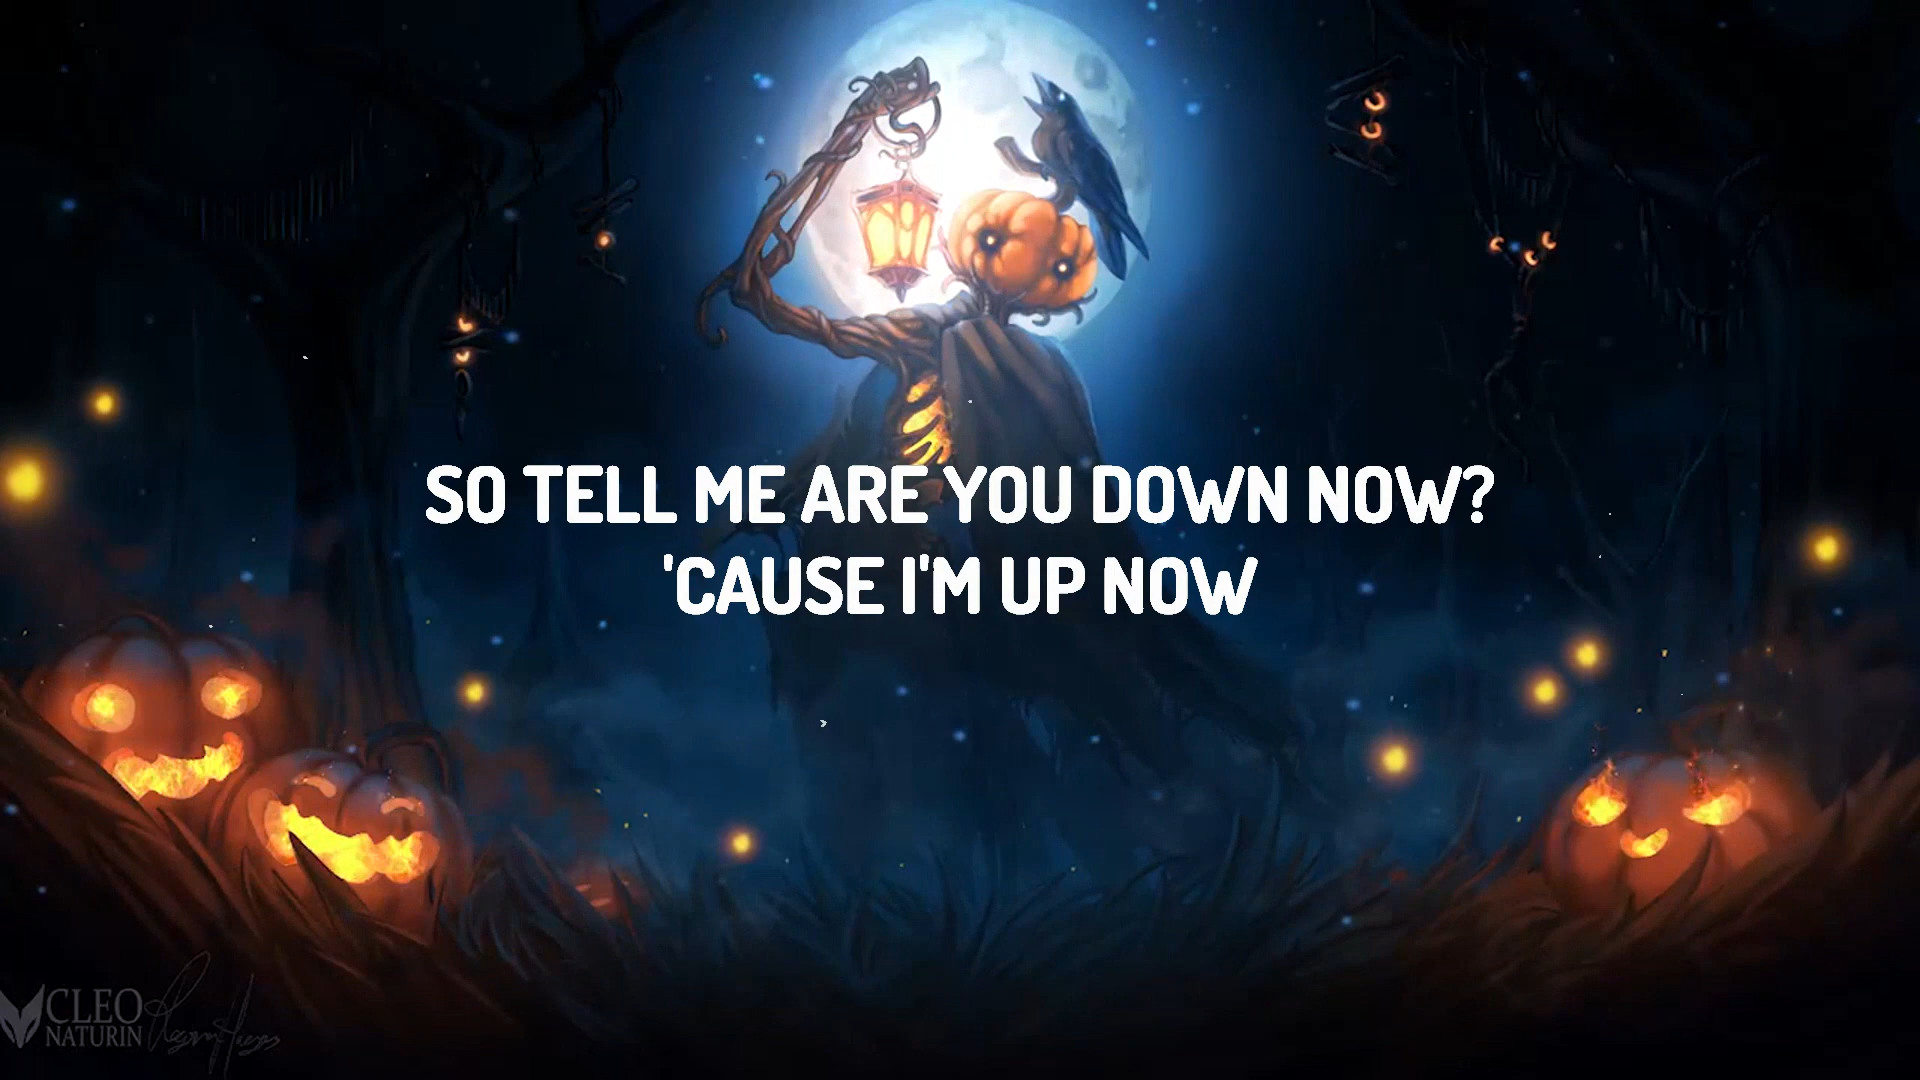 SO TELL ME ARE YOU DOWN NOW?
'CAUSE I'M UP NOW
CLEO
NATURIN